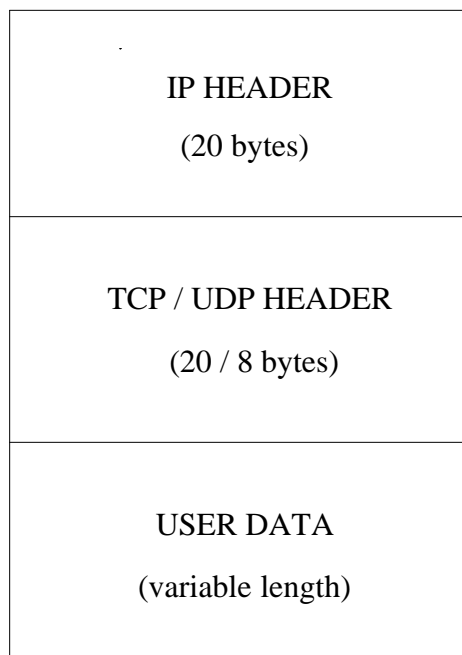 IP HEADER
(20 bytes)
TCP / UDP HEADER
(20 / 8 bytes)
USER DATA
(variable length)